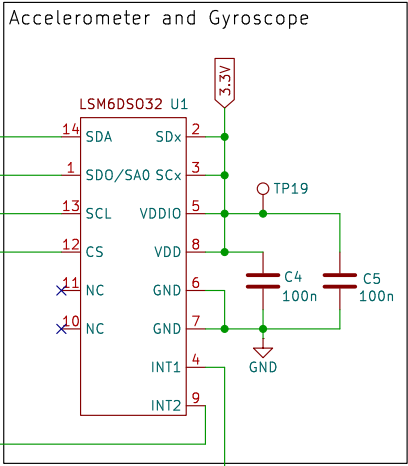 Accelerometer and Gyroscope
3.3V
LSM6DSO32 U1
14 SDA SDx 2
1 SDO/SA0 SCx 3
TP19
13 SCL VDDIO 5
12 CS VDD 8
C4 C5
11 NC GND 6
100n 100n
10 NC GND 7
INT1 4
GND
INT2 9